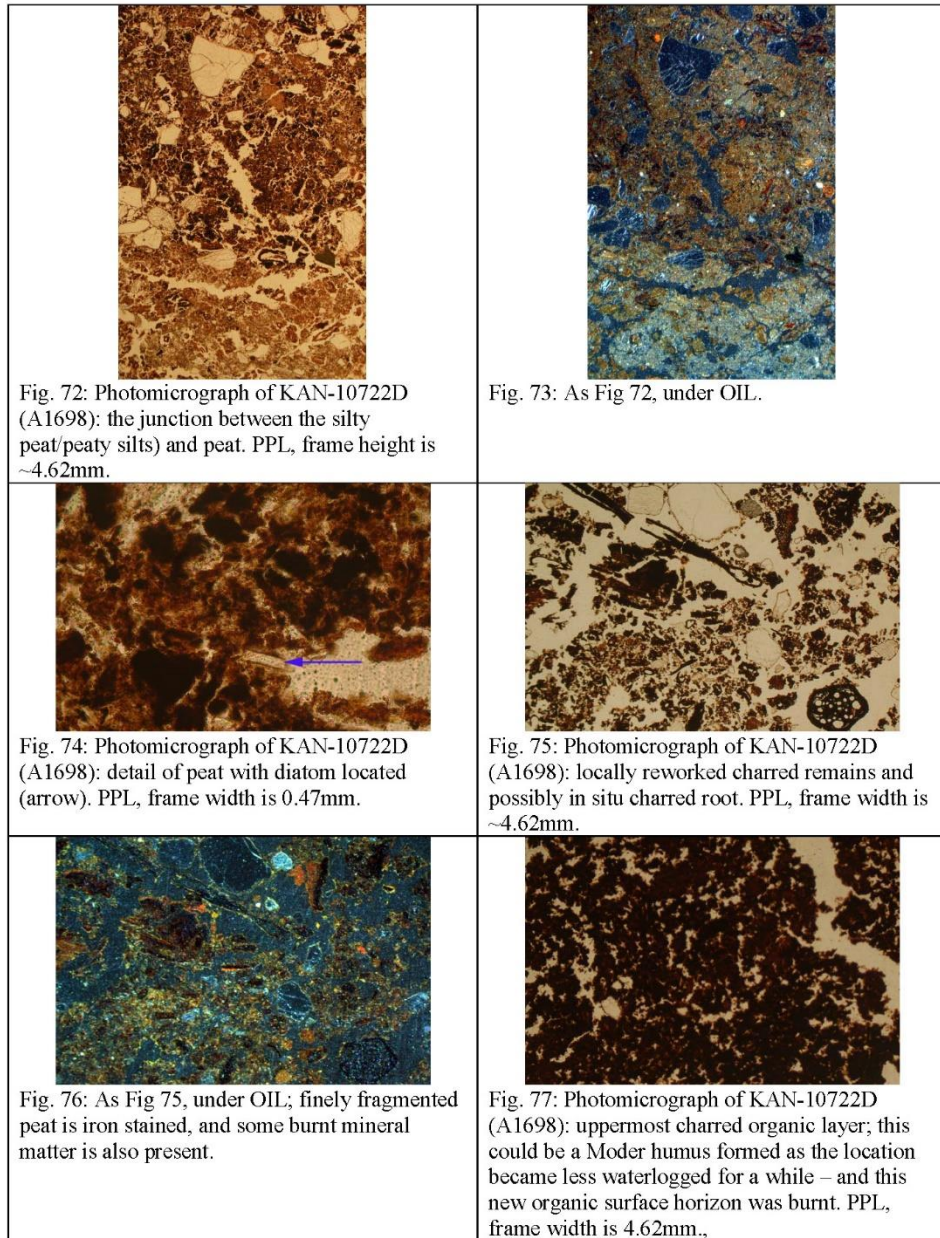 Fig. 72: Photomicrograph of KAN-10722D
(A1698): the junction between the silty
peat/peaty silts) and peat. PPL, frame height is
~4.62mm.
Fig. 73: As Fig 72, under OIL.
Fig. 74: Photomicrograph of KAN-10722D
(A1698): detail of peat with diatom located
(arrow). PPL, frame width is 0.47mm.
Fig. 75: Photomicrograph of KAN-10722D
(A1698): locally reworked charred remains and
possibly in situ charred root. PPL, frame width is
~4.62mm.
Fig. 76: As Fig 75, under OIL; finely fragmented
peat is iron stained, and some burnt mineral
matter is also present.
Fig. 77: Photomicrograph of KAN-10722D
(A1698): uppermost charred organic layer; this
could be a Moder humus formed as the location
became less waterlogged for a while – and this
new organic surface horizon was burnt. PPL,
frame width is 4.62mm.,